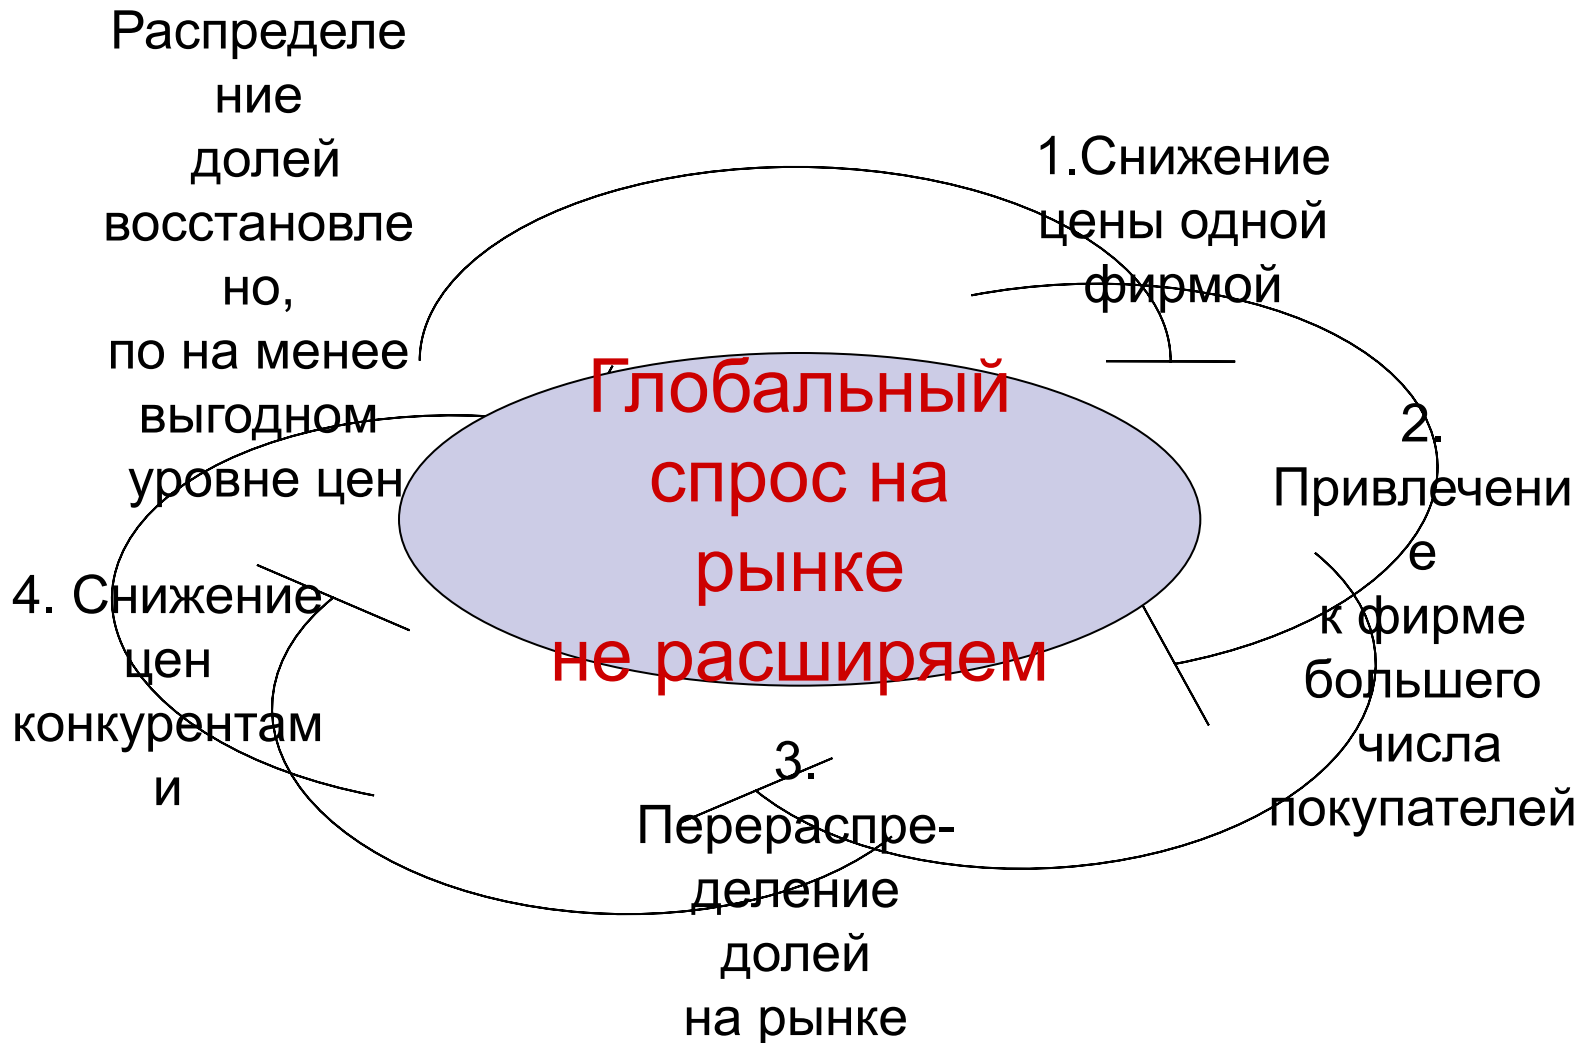 Распределе
ние
долей
восстановле
но,
по на менее
выгодном
уровне цен
1.Снижение
цены одной
фирмой
Глобальный
спрос на
рынке
не расширяем
2.
Привлечени
е
к фирме
большего
числа
покупателей
4. Снижение
цен
конкурентам
и
3.
Перераспре-
деление
долей
на рынке